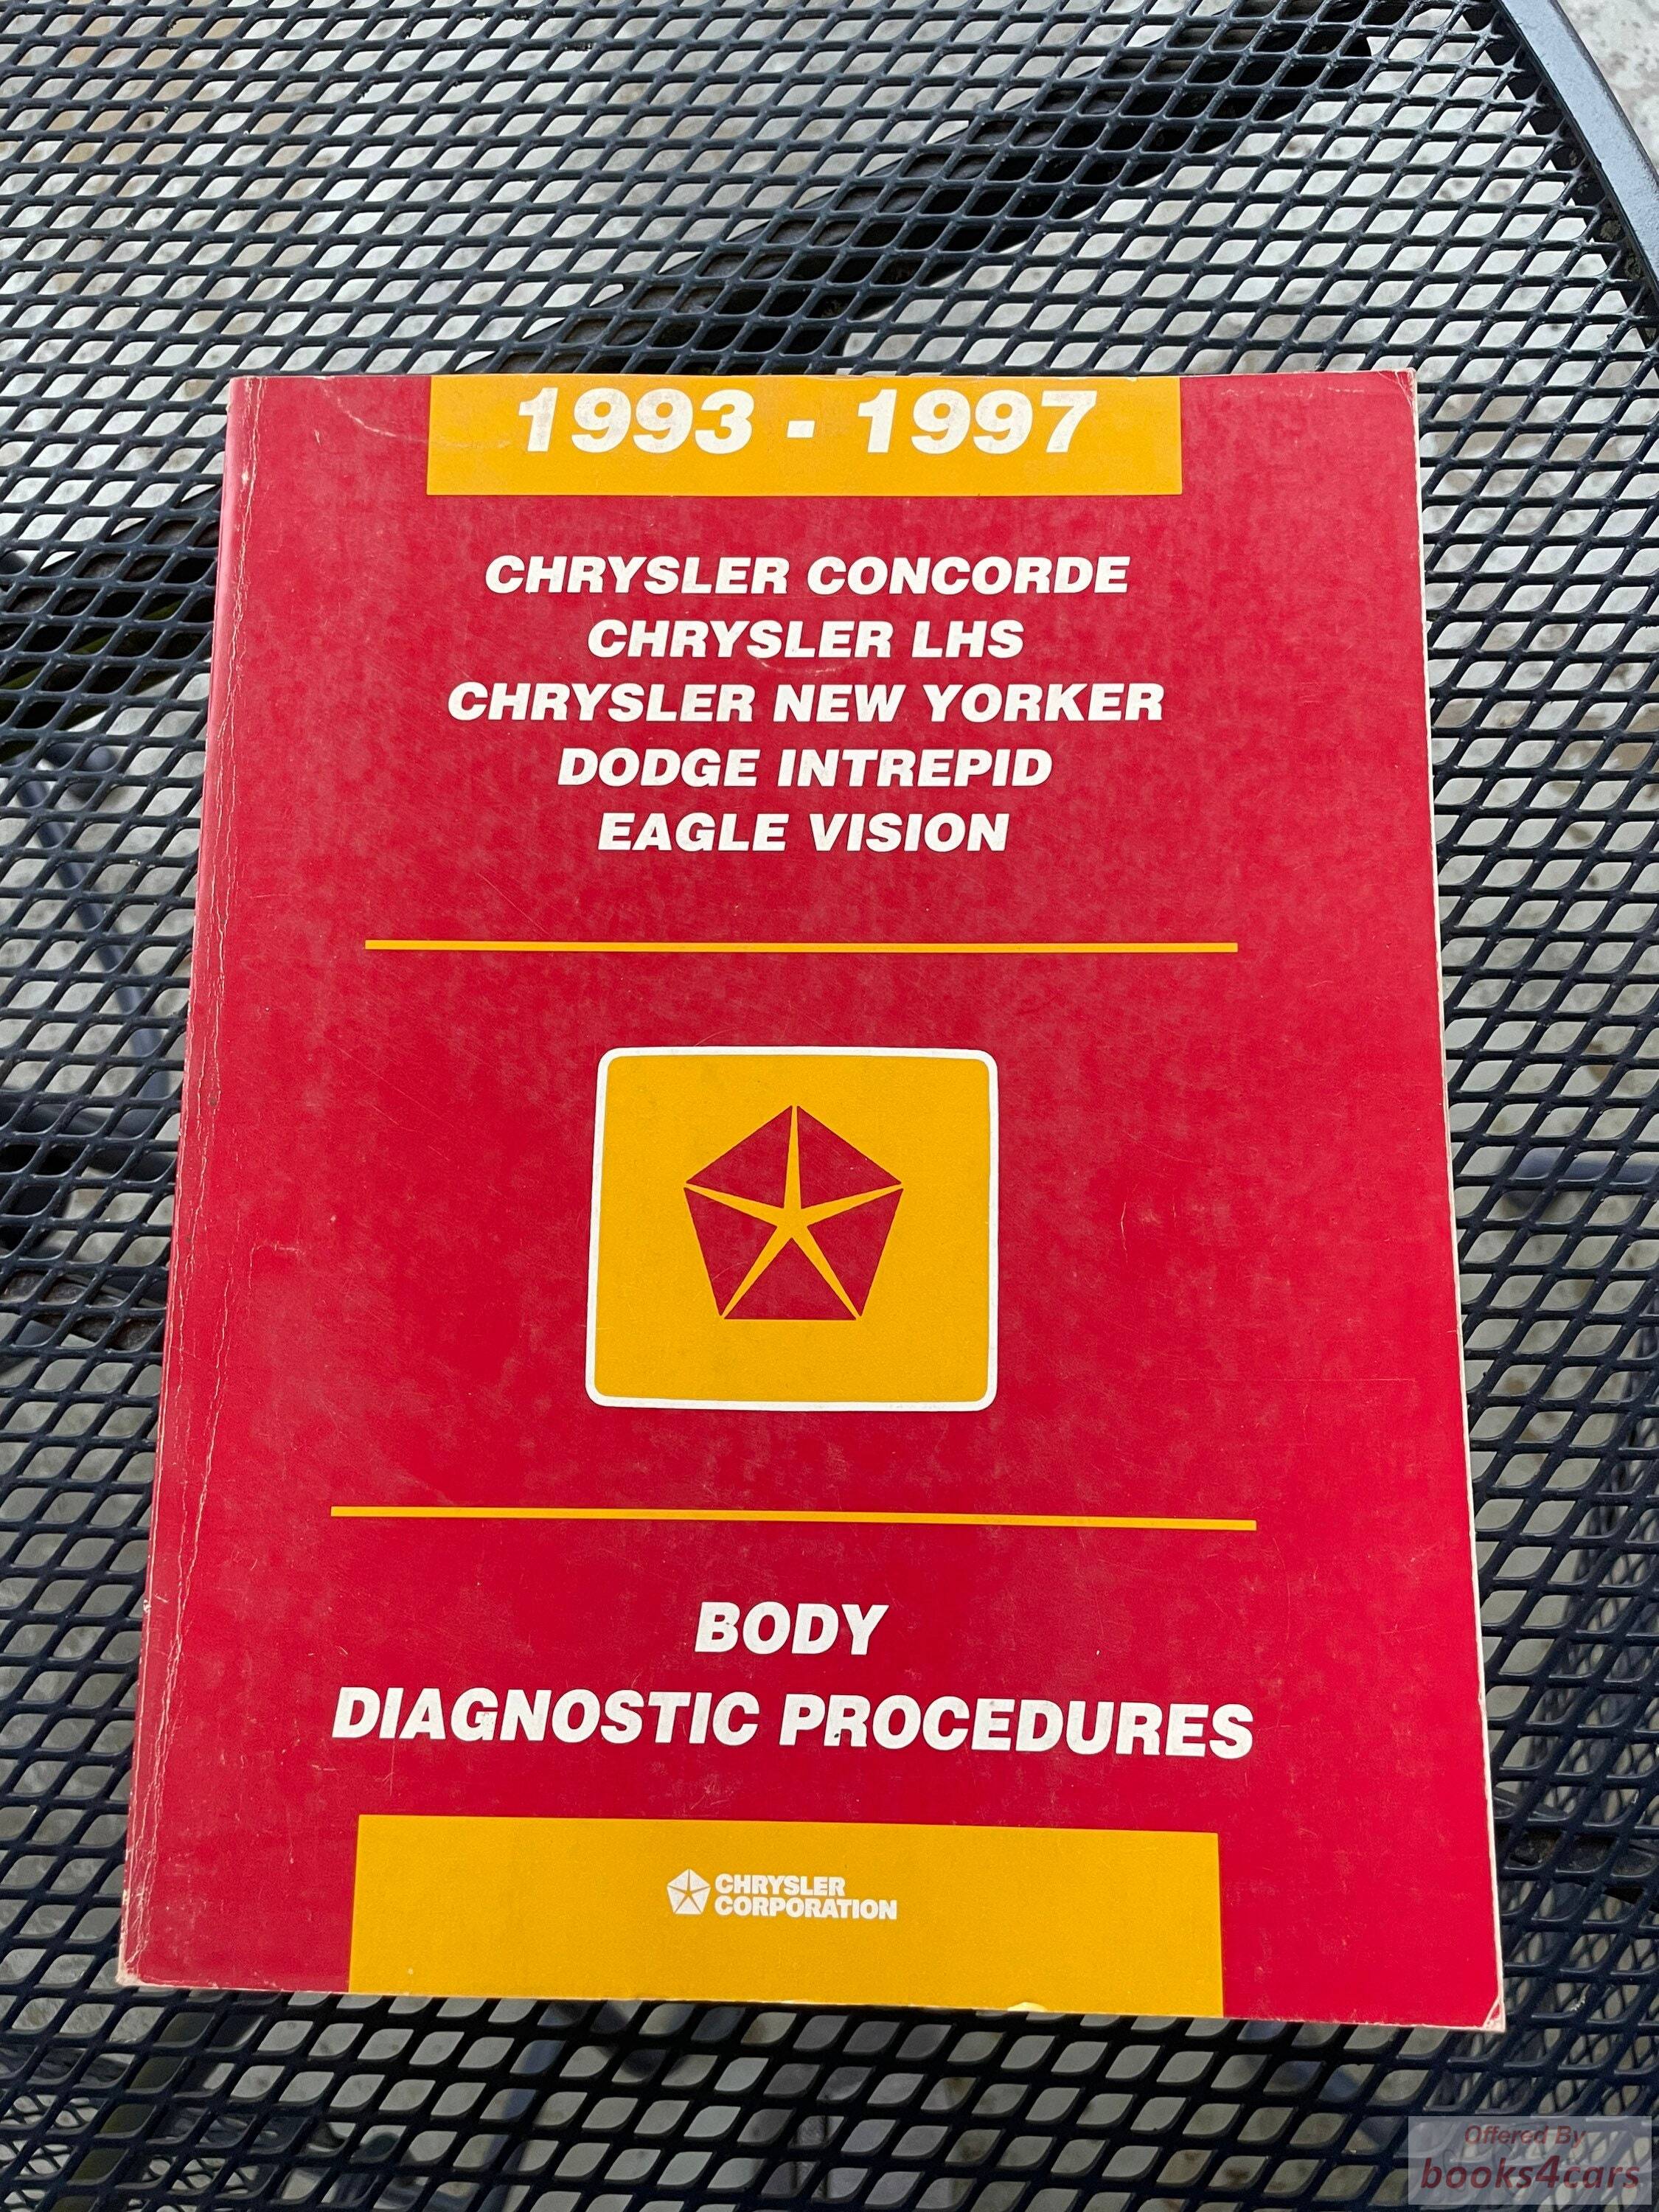 1993 - 1997
CHRYSLER CONCORDE
CHRYSLER LHS
CHRYSLER NEW YORKER
DODGE INTREPID
EAGLE VISION
BODY
DIAGNOSTIC PROCEDURES
CHRYSLER
CORPORATION
Offered By
books4cars